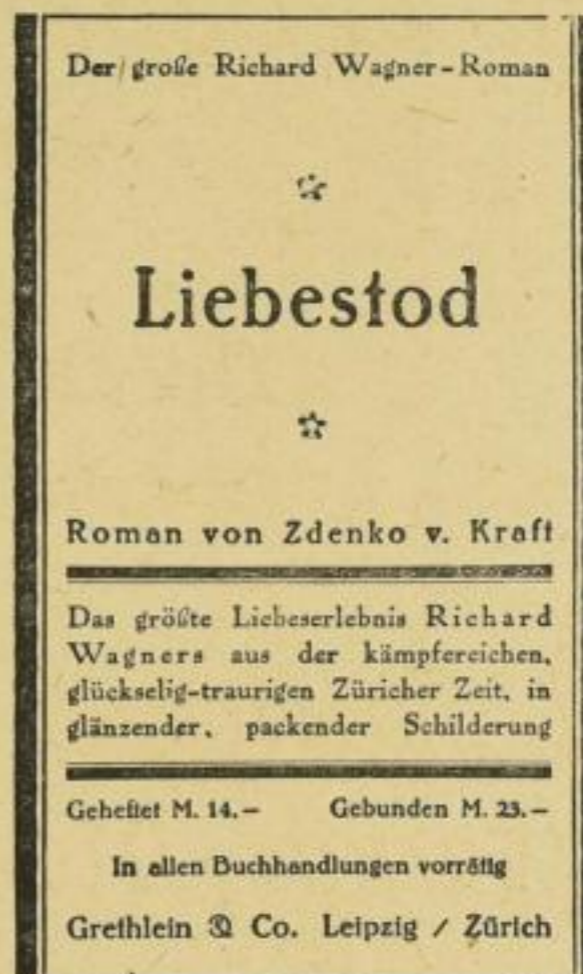 Der große Richard Wagner-Roman
Liebestod
Roman von Zdenko v. Kraft
Das größte Liebeserlebnis Richard
Wagners aus der kämpfereichen,
glückselig-traurigen Züricher Zeit, in
glänzender, packender Schilderung
Geheftet M. 14.— Gebunden M. 23.—
In allen Buchhandlungen vorrätig
Grethlein & Co. Leipzig / Zürich